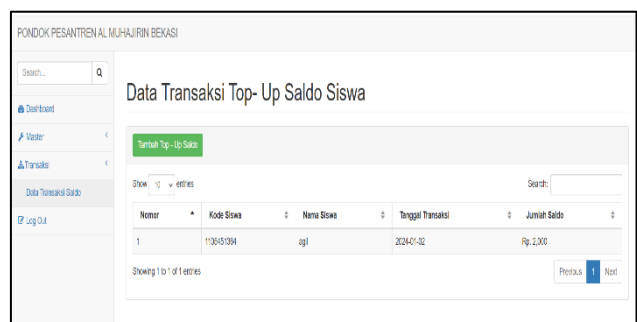 PONDOK PESANTREN AL MUHAJIRIN BEKASI
Search...
Dashboard
Master
Transaksi
Data Transaksi Saldo
Log Out
Data Transaksi Top- Up Saldo Siswa
Tambah Top - Up Saldo
Show 10 entries
Search:
Nomor Kode Siswa Nama Siswa Tanggal Transaksi Jumlah Saldo
1 1106451364 agil 2024-01-02 Rp. 2,000
Showing 1 to 1 of 1 entries
Previous 1 Next